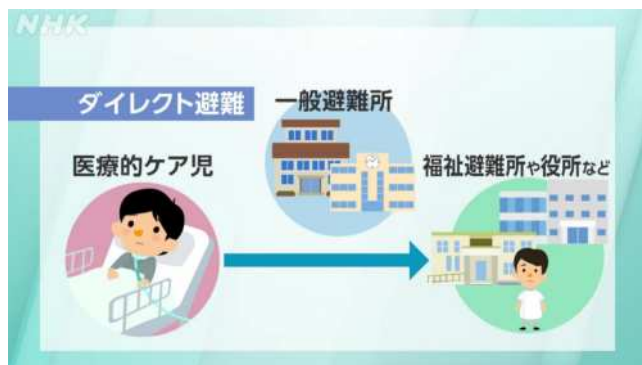 NHK
ダイレクト避難
一般避難所
医療的ケア児
福祉避難所や役所など